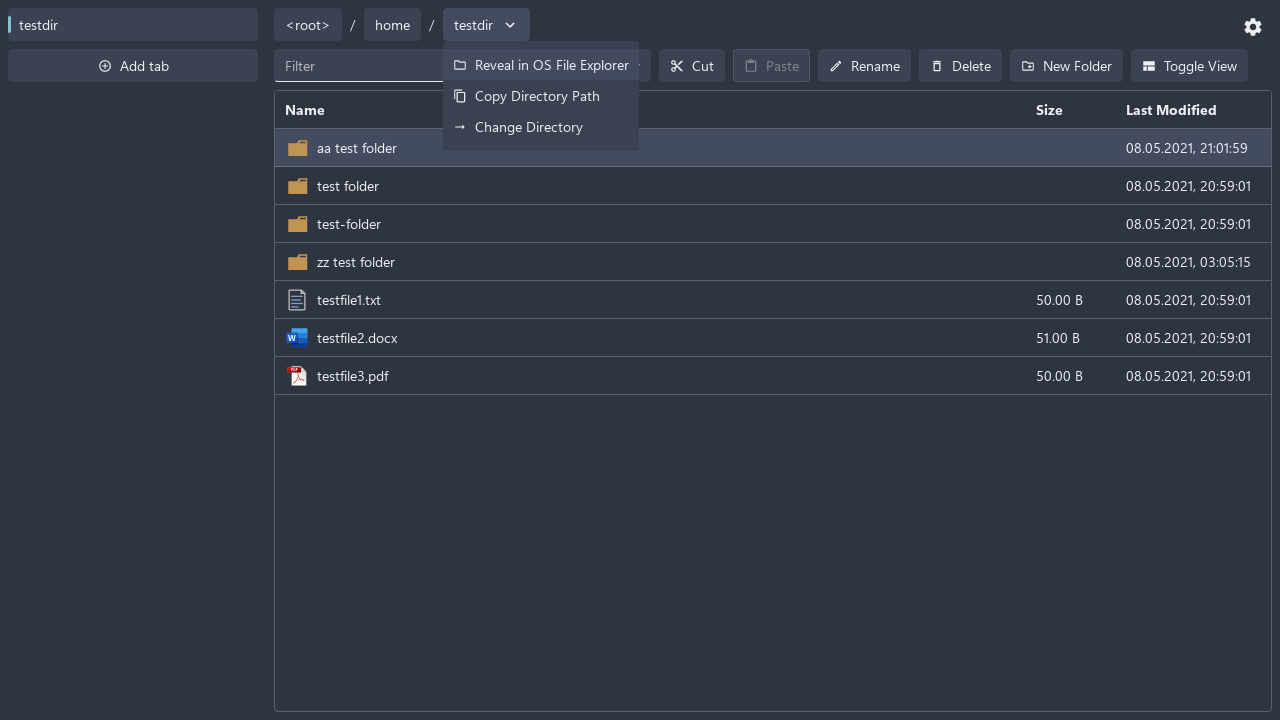 testdir
Add tab
<root> / home / testdir
Filter
Reveal in OS File Explorer
Copy Directory Path
Change Directory
Cut
Paste
Rename
Delete
New Folder
Toggle View
Name Size Last Modified
aa test folder 08.05.2021, 21:01:59
test folder 08.05.2021, 20:59:01
test-folder 08.05.2021, 20:59:01
zz test folder 08.05.2021, 03:05:15
testfile1.txt 50.00 B 08.05.2021, 20:59:01
W testfile2.docx 51.00 B 08.05.2021, 20:59:01
PDF testfile3.pdf 50.00 B 08.05.2021, 20:59:01